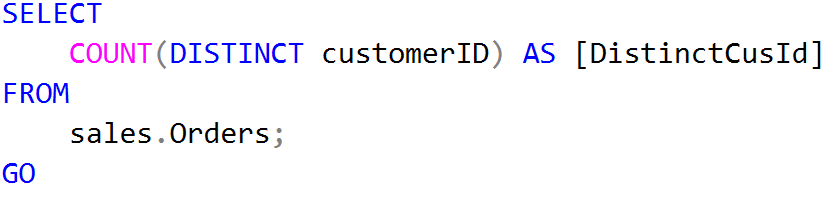 SELECT
COUNT(DISTINCT customerID) AS [DistinctCusId]
FROM
sales.Orders;
GO